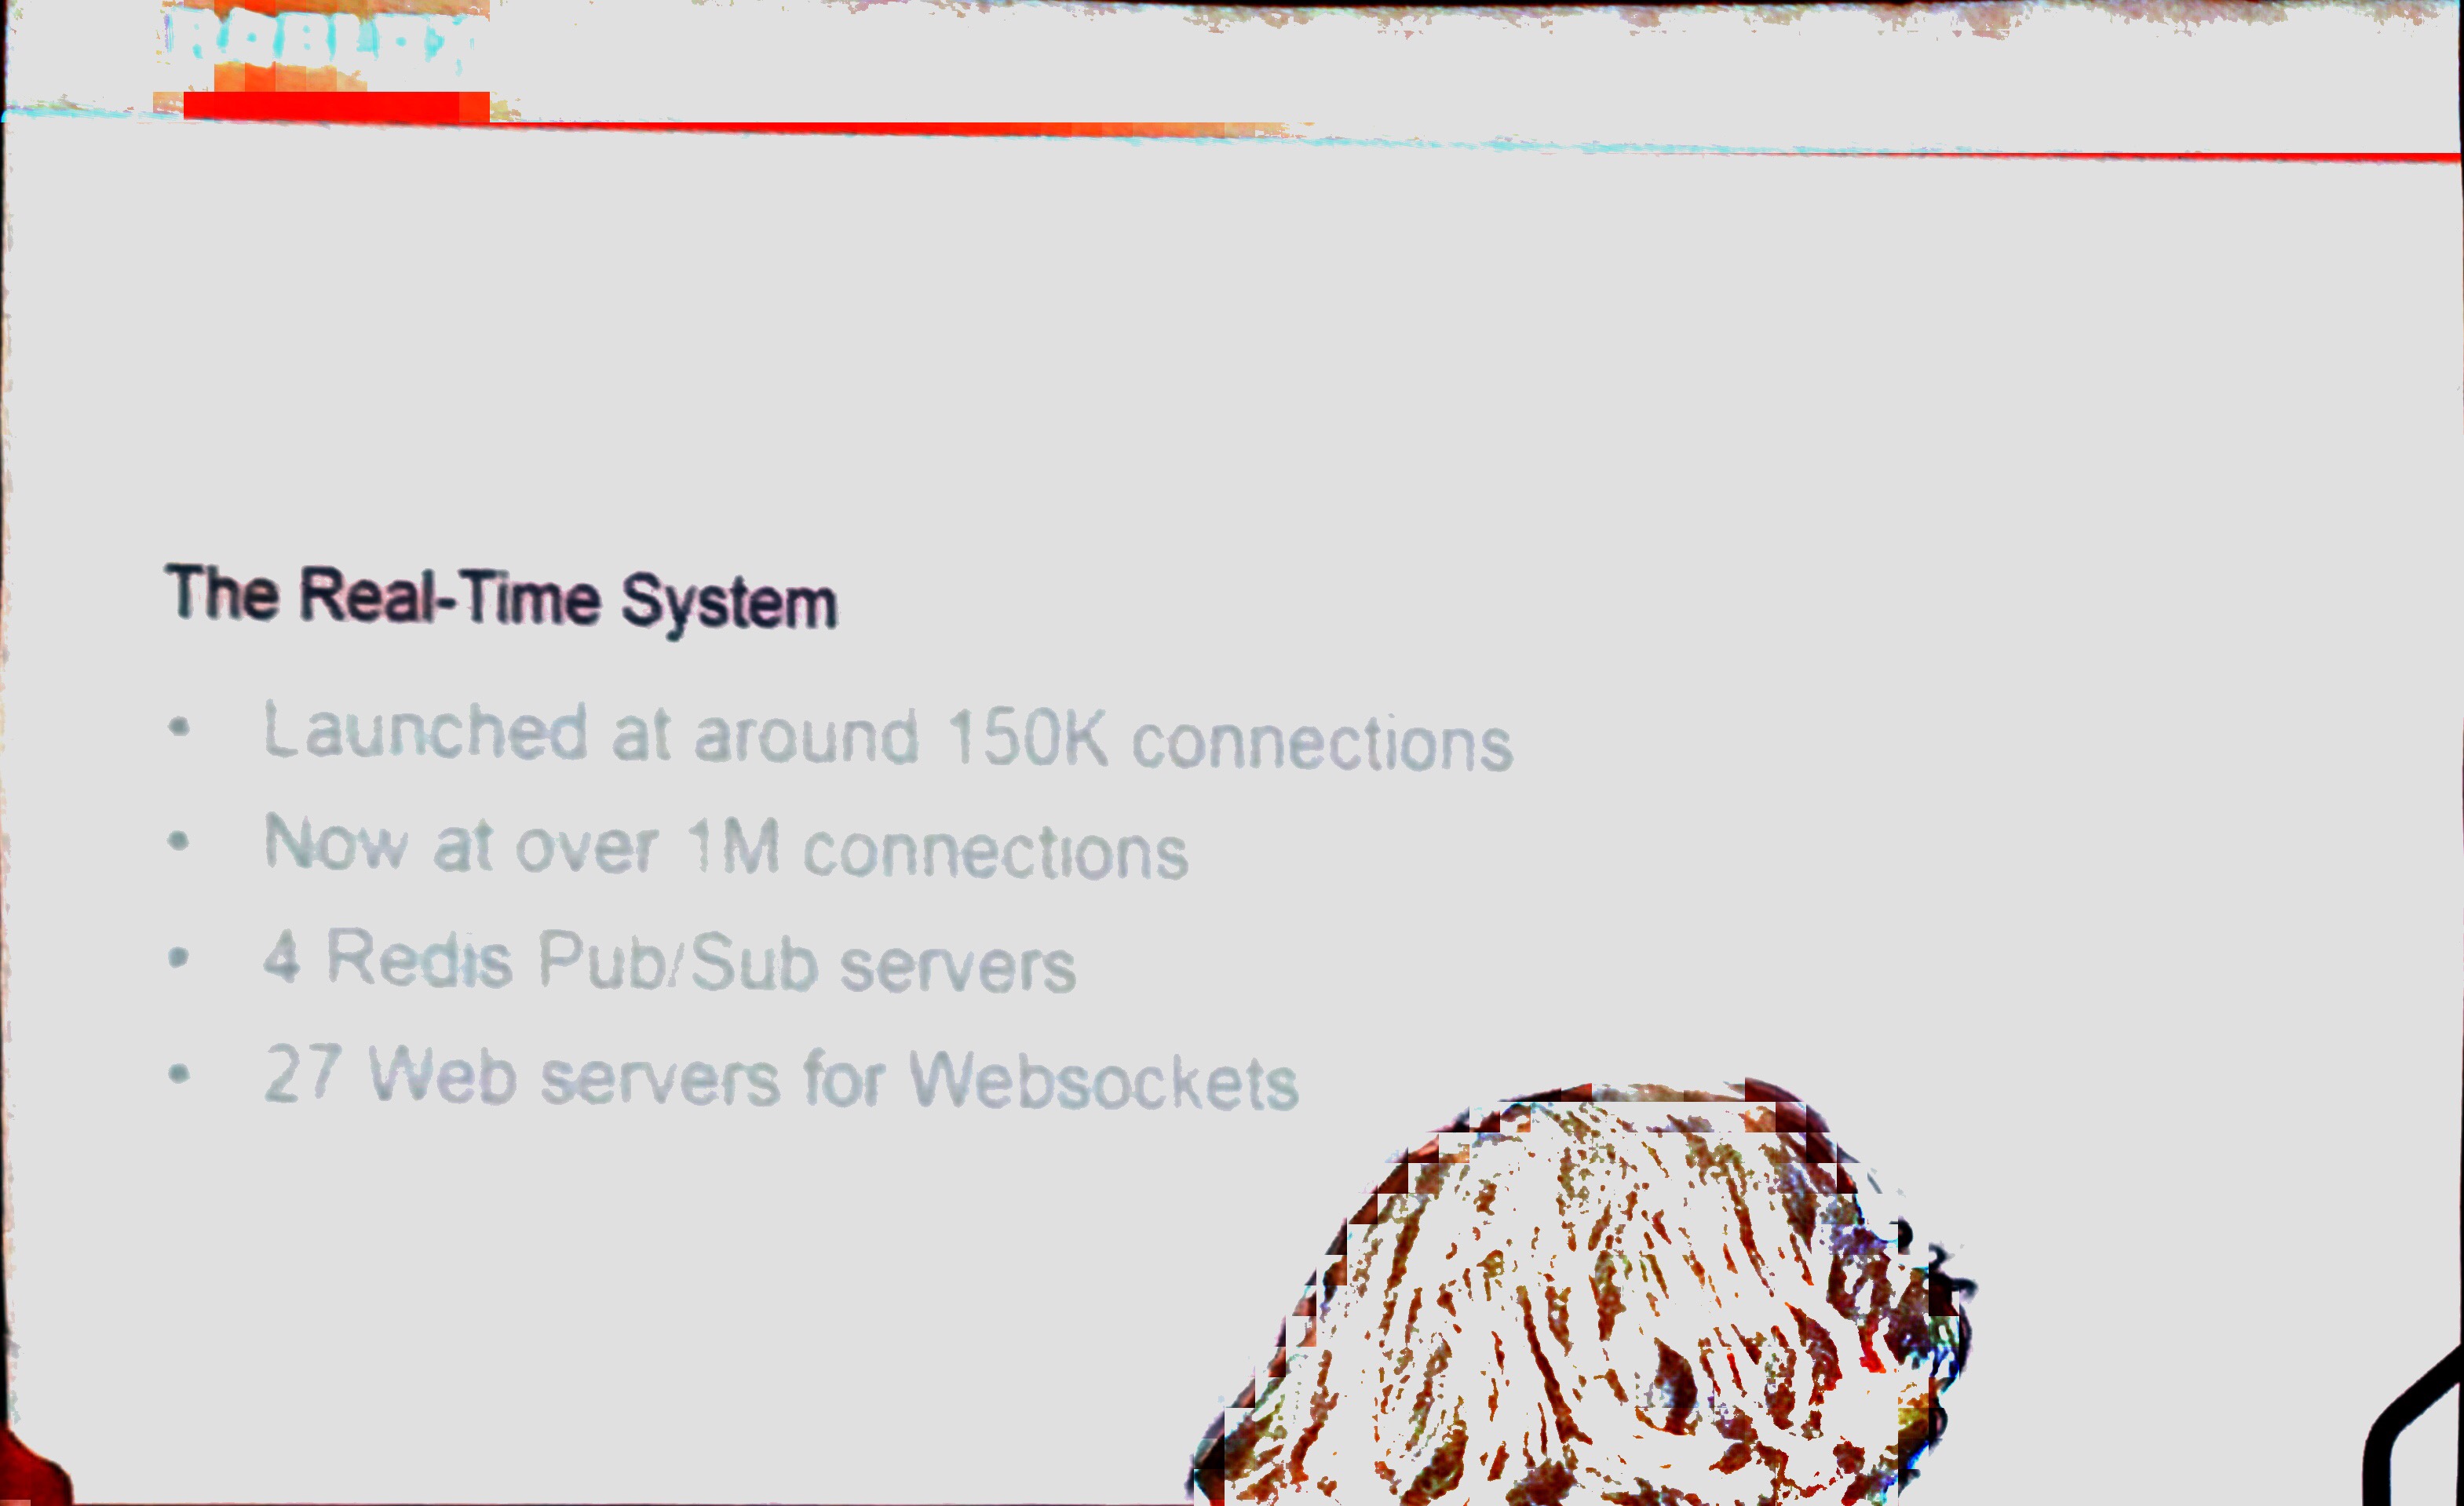 ROBLOX
The Real-Time System
• Launched at around 150K connections
• Now at over 1M connections
• 4 Redis Pub/Sub servers
• 27 Web servers for Websockets